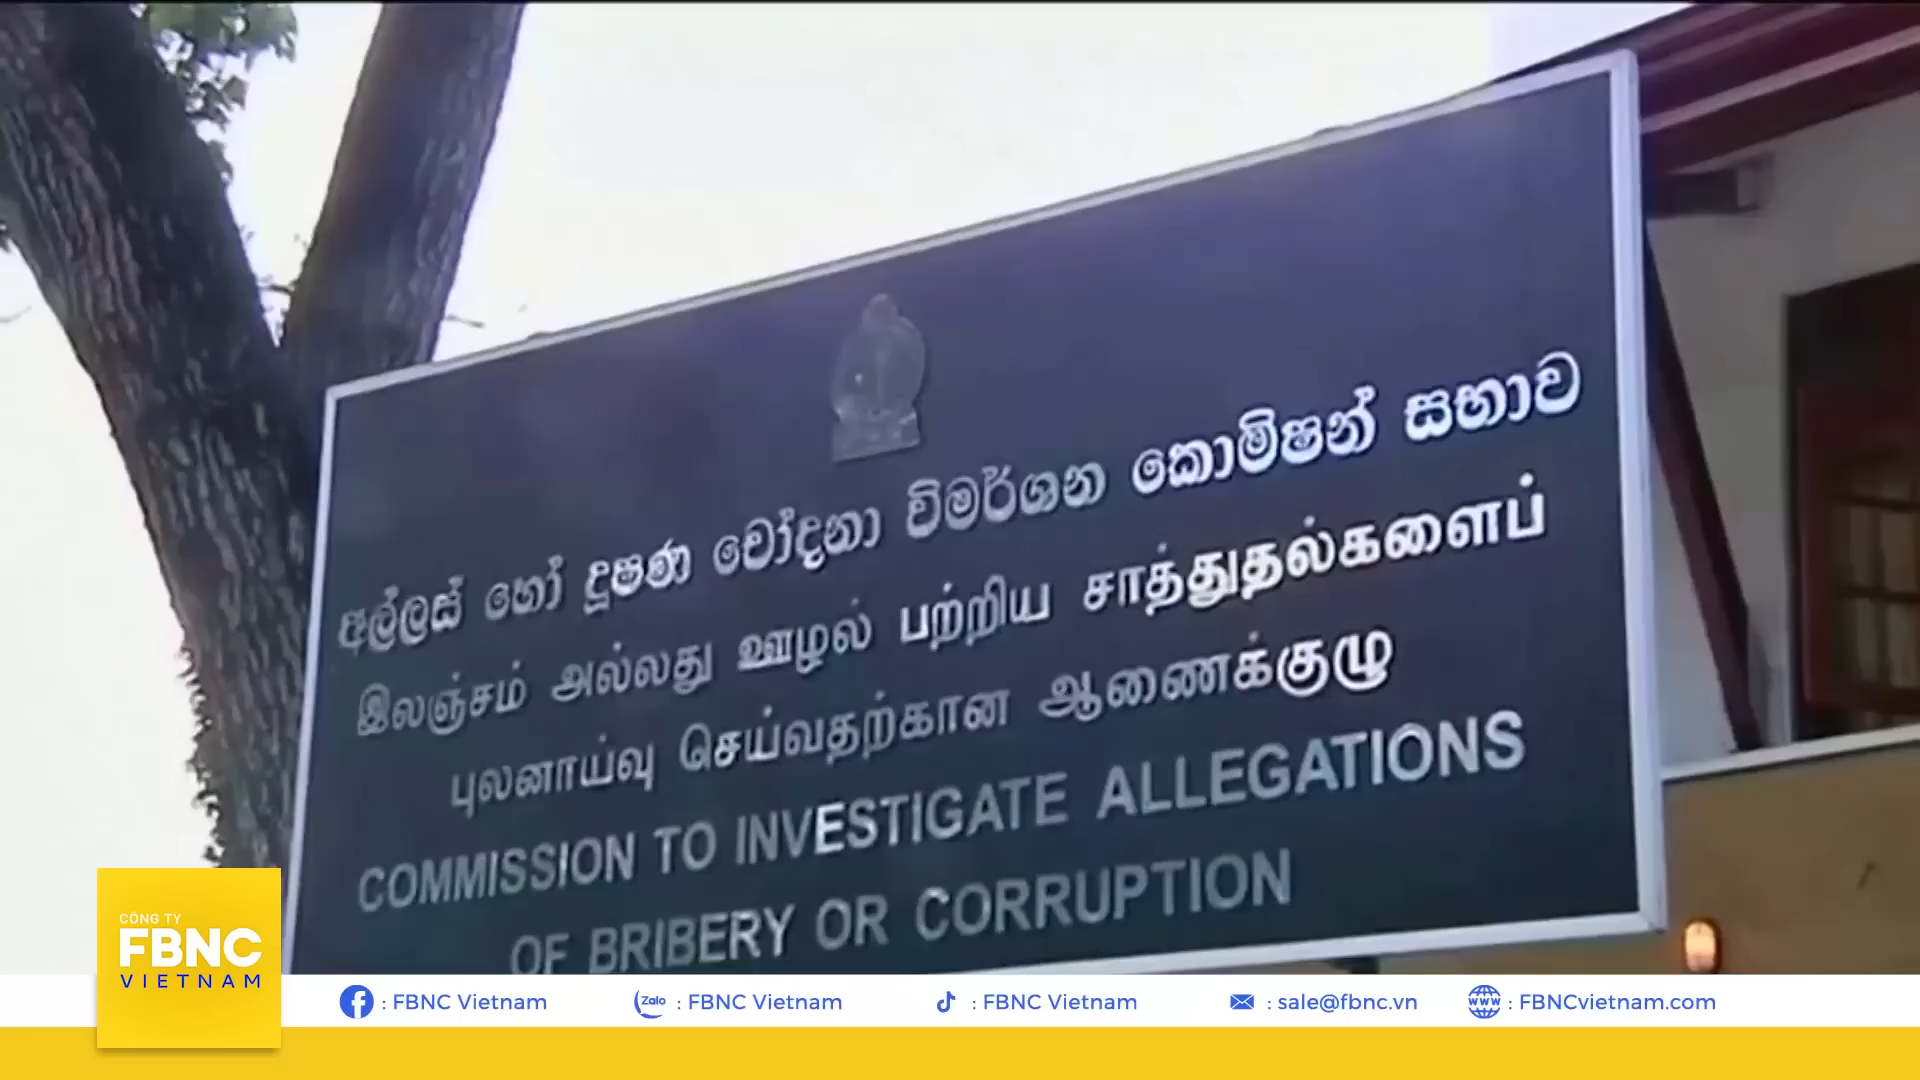 අල්ලස් හෝ දූෂණ චෝදනා විමර්ශන කොමිෂන් සභාව
இலஞ்சம் அல்லது ஊழல் பற்றிய சாத்துதல்களைப்
புலனாய்வு செய்வதற்கான ஆணைக்குழு
COMMISSION TO INVESTIGATE ALLEGATIONS
OF BRIBERY OR CORRUPTION
CÔNG TY
FBNC
VIETNAM
: FBNC Vietnam
Zalo : FBNC Vietnam
: FBNC Vietnam
: sale@fbnc.vn
www : FBNCvietnam.com